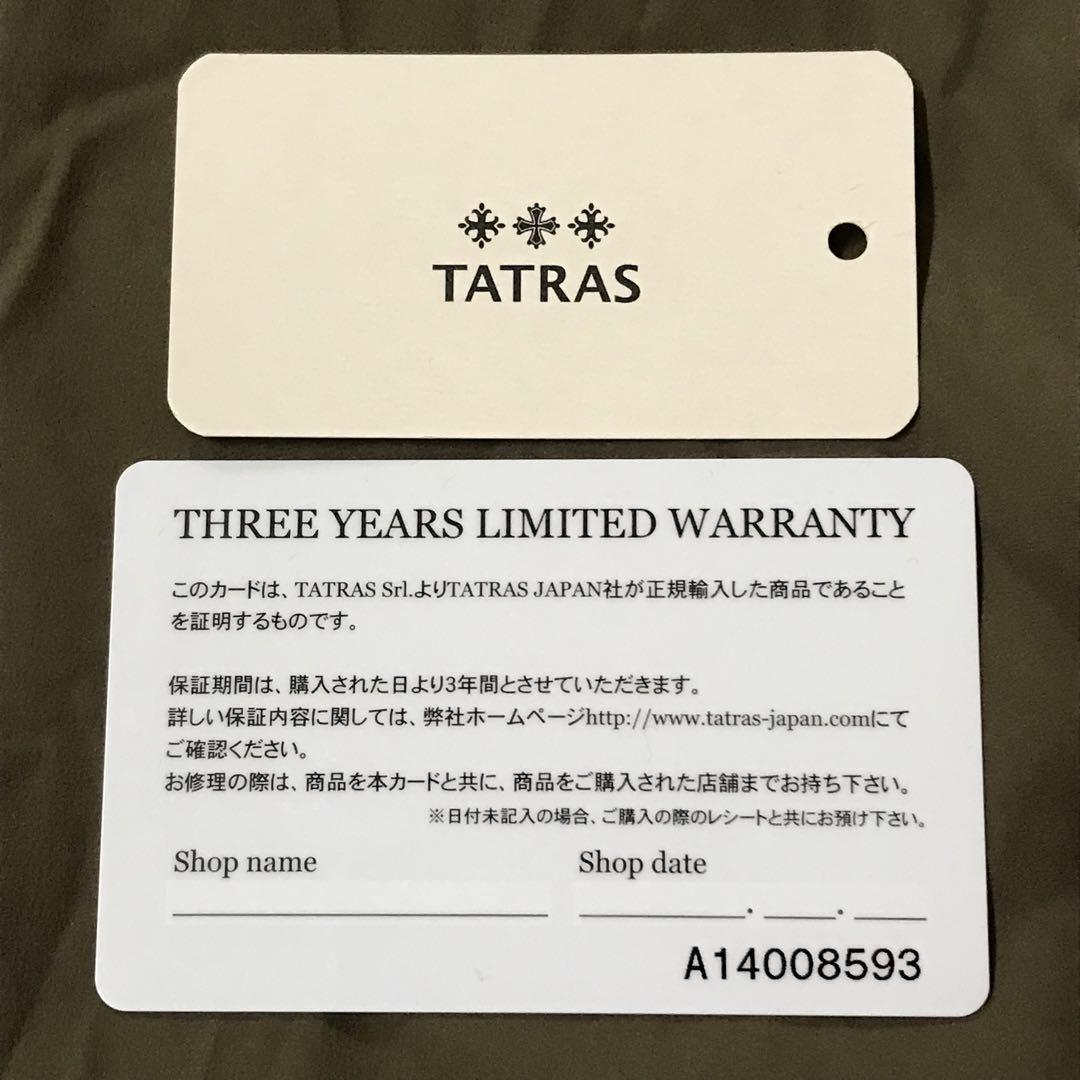 TATRAS
THREE YEARS LIMITED WARRANTY
このカードは、TATRAS Srl.よりTATRAS JAPAN社が正規輸入した商品であること
を証明するものです。
保証期間は、購入された日より3年間とさせていただきます。
詳しい保証内容に関しては、弊社ホームページhttp://www.tatras-japan.comにて
ご確認ください。
お修理の際は、商品を本カードと共に、商品をご購入された店舗までお持ち下さい。
※日付未記入の場合、ご購入の際のレシートと共にお預け下さい。
Shop name Shop date
A14008593